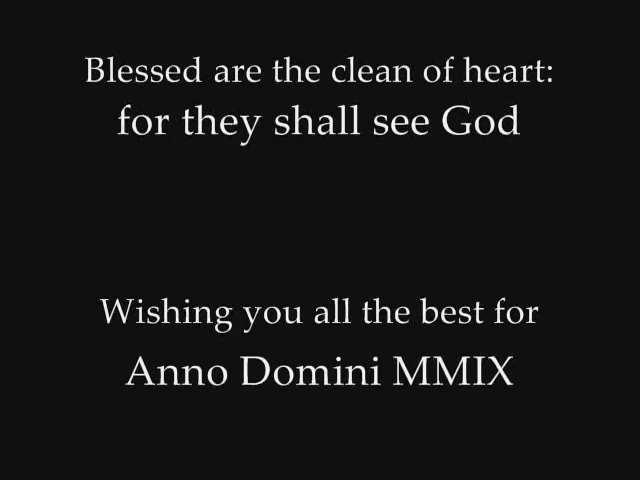 Blessed are the clean of heart:
for they shall see God
Wishing you all the best for
Anno Domini MMIX